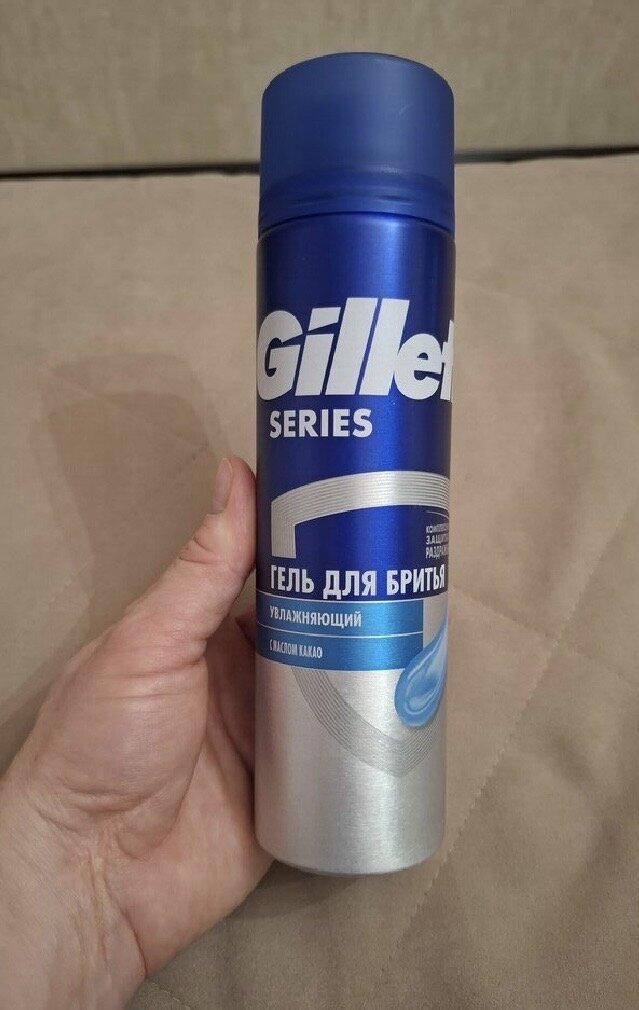 Gillet
SERIES
ГЕЛЬ ДЛЯ БРИТЬЯ
УВЛАЖНЯЮЩИЙ
С МАСЛОМ КАКАО